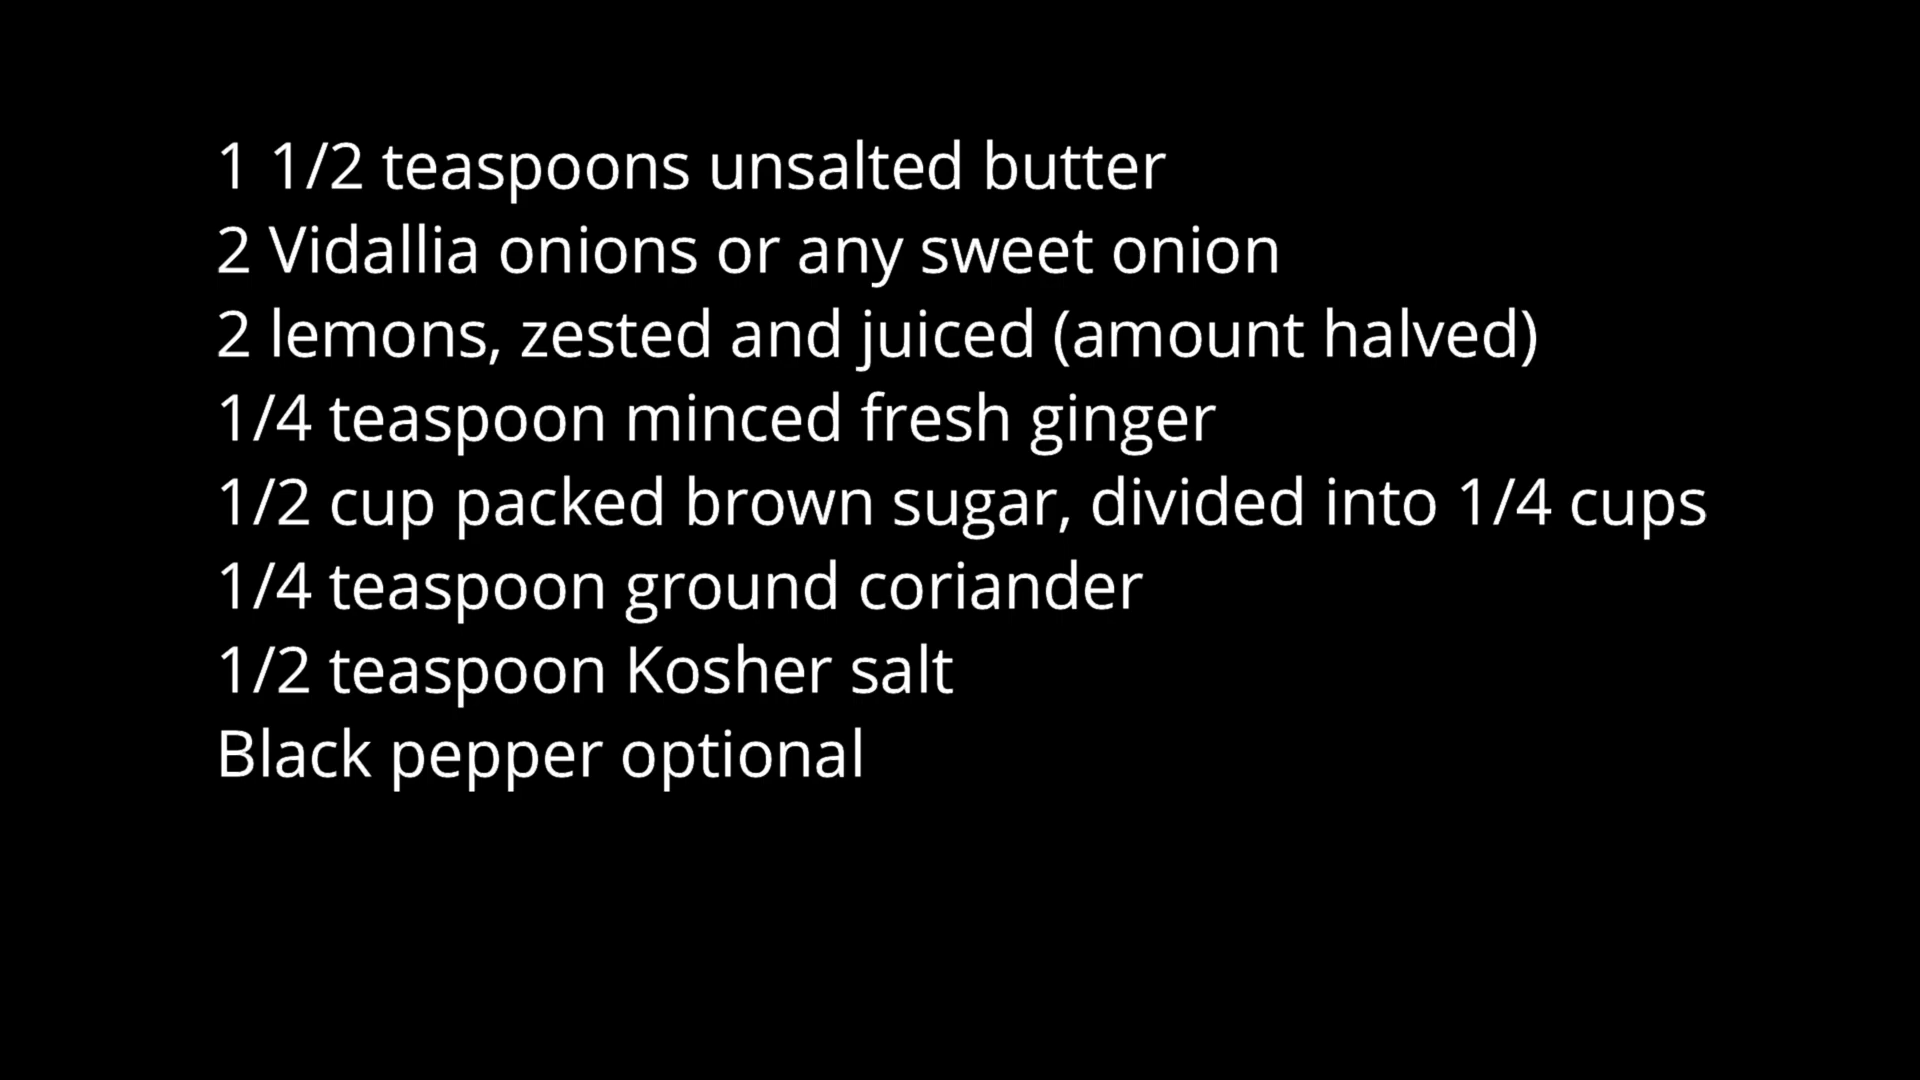 1 1/2 teaspoons unsalted butter
2 Vidallia onions or any sweet onion
2 lemons, zested and juiced (amount halved)
1/4 teaspoon minced fresh ginger
1/2 cup packed brown sugar, divided into 1/4 cups
1/4 teaspoon ground coriander
1/2 teaspoon Kosher salt
Black pepper optional